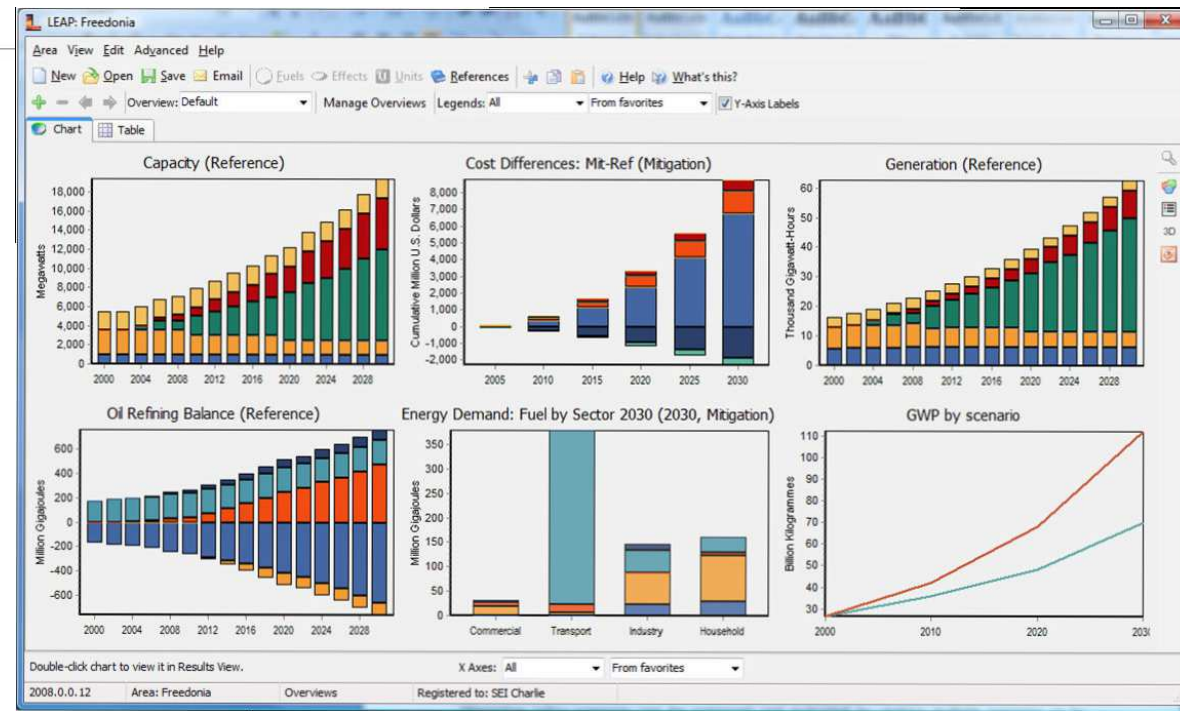 LEAP: Freedonia
Area View Edit Advanced Help
New Open Save Email Fuels Effects Units References Help What's this?
Overview: Default Manage Overviews Legends: All From favorites Y-Axis Labels
Chart Table
Capacity (Reference)
Megawatts
18,000
16,000
14,000
12,000
10,000
8,000
6,000
4,000
2,000
0
2000 2004 2008 2012 2016 2020 2024 2028
Cost Differences: Mit-Ref (Mitigation)
Cumulative Million U.S. Dollars
8,000
7,000
6,000
5,000
4,000
3,000
2,000
1,000
0
-1,000
-2,000
2005 2010 2015 2020 2025 2030
Generation (Reference)
Thousand Gigawatt-Hours
60
50
40
30
20
10
0
2000 2004 2008 2012 2016 2020 2024 2028
3D
Oil Refining Balance (Reference)
Million Gigajoules
600
400
200
0
-200
-400
-600
2000 2004 2008 2012 2016 2020 2024 2028
Energy Demand: Fuel by Sector 2030 (2030, Mitigation)
Million Gigajoules
350
300
250
200
150
100
50
0
Commercial Transport Industry Household
GWP by scenario
Billion Kilogrammes
110
100
90
80
70
60
50
40
30
2000 2010 2020 203
Double-click chart to view it in Results View. X Axes: All From favorites
2008.0.0.12 Area: Freedonia Overviews Registered to: SEI Charlie